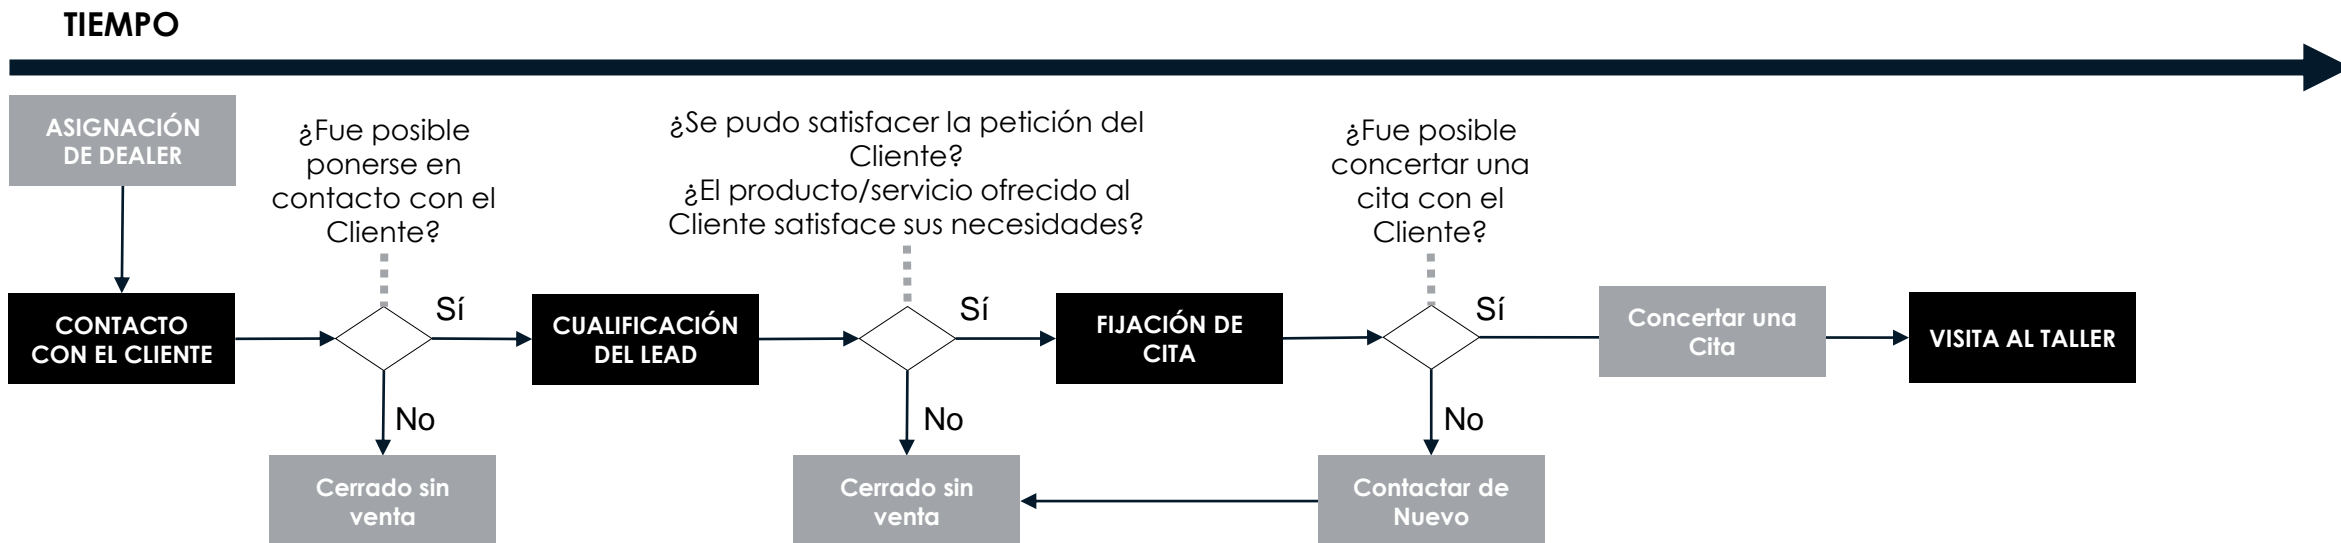 TIEMPO
ASIGNACIÓN
DE DEALER
¿Fue posible
ponerse en
contacto con el
Cliente?
¿Se pudo satisfacer la petición del
Cliente?
¿El producto/servicio ofrecido al
Cliente satisface sus necesidades?
¿Fue posible
concertar una
cita con el
Cliente?
CONTACTO
CON EL CLIENTE
Sí
CUALIFICACIÓN
DEL LEAD
Sí
FIJACIÓN DE
CITA
Sí
Concertar una
Cita
VISITA AL TALLER
No
No
No
Cerrado sin
venta
Cerrado sin
venta
Contactar de
Nuevo